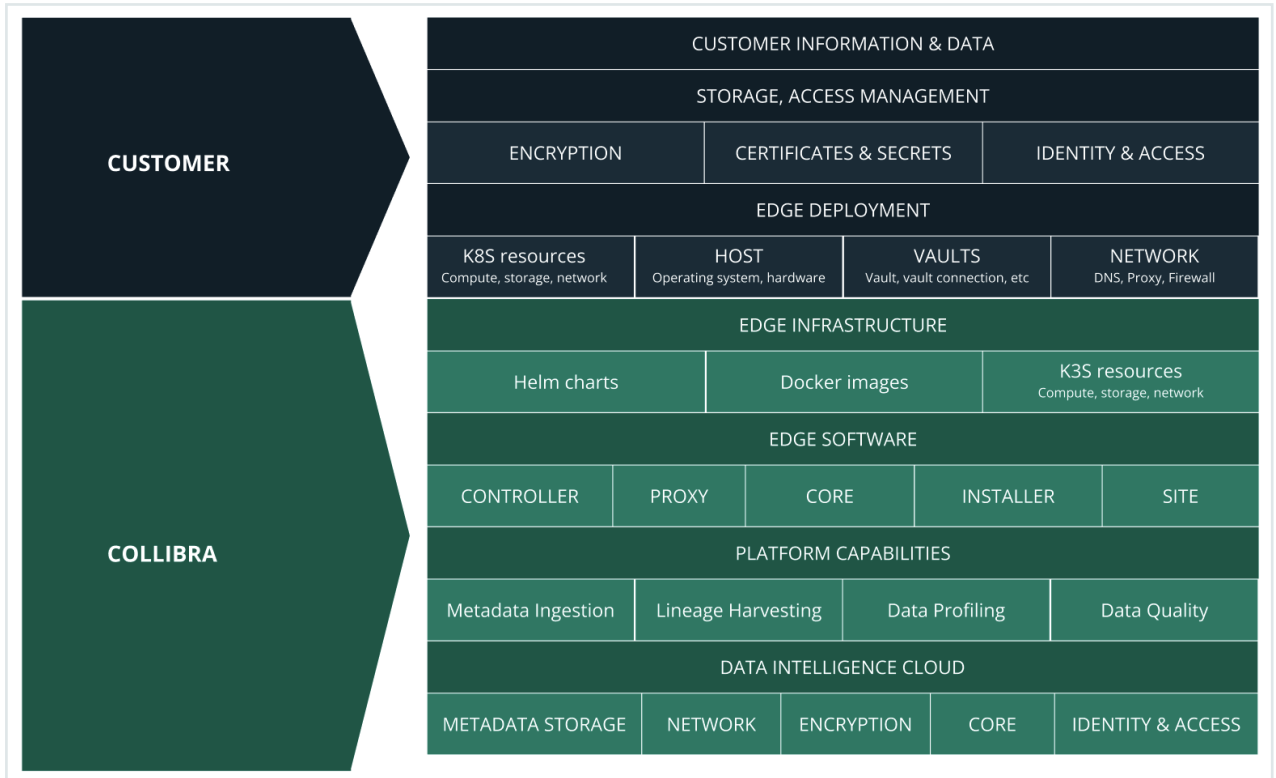 CUSTOMER
CUSTOMER INFORMATION & DATA
STORAGE, ACCESS MANAGEMENT
ENCRYPTION
CERTIFICATES & SECRETS
IDENTITY & ACCESS
EDGE DEPLOYMENT
K8S resources
Compute, storage, network
HOST
Operating system, hardware
VAULTS
Vault, vault connection, etc
NETWORK
DNS, Proxy, Firewall
COLLIBRA
EDGE INFRASTRUCTURE
Helm charts
Docker images
K3S resources
Compute, storage, network
EDGE SOFTWARE
CONTROLLER
PROXY
CORE
INSTALLER
SITE
PLATFORM CAPABILITIES
Metadata Ingestion
Lineage Harvesting
Data Profiling
Data Quality
DATA INTELLIGENCE CLOUD
METADATA STORAGE
NETWORK
ENCRYPTION
CORE
IDENTITY & ACCESS